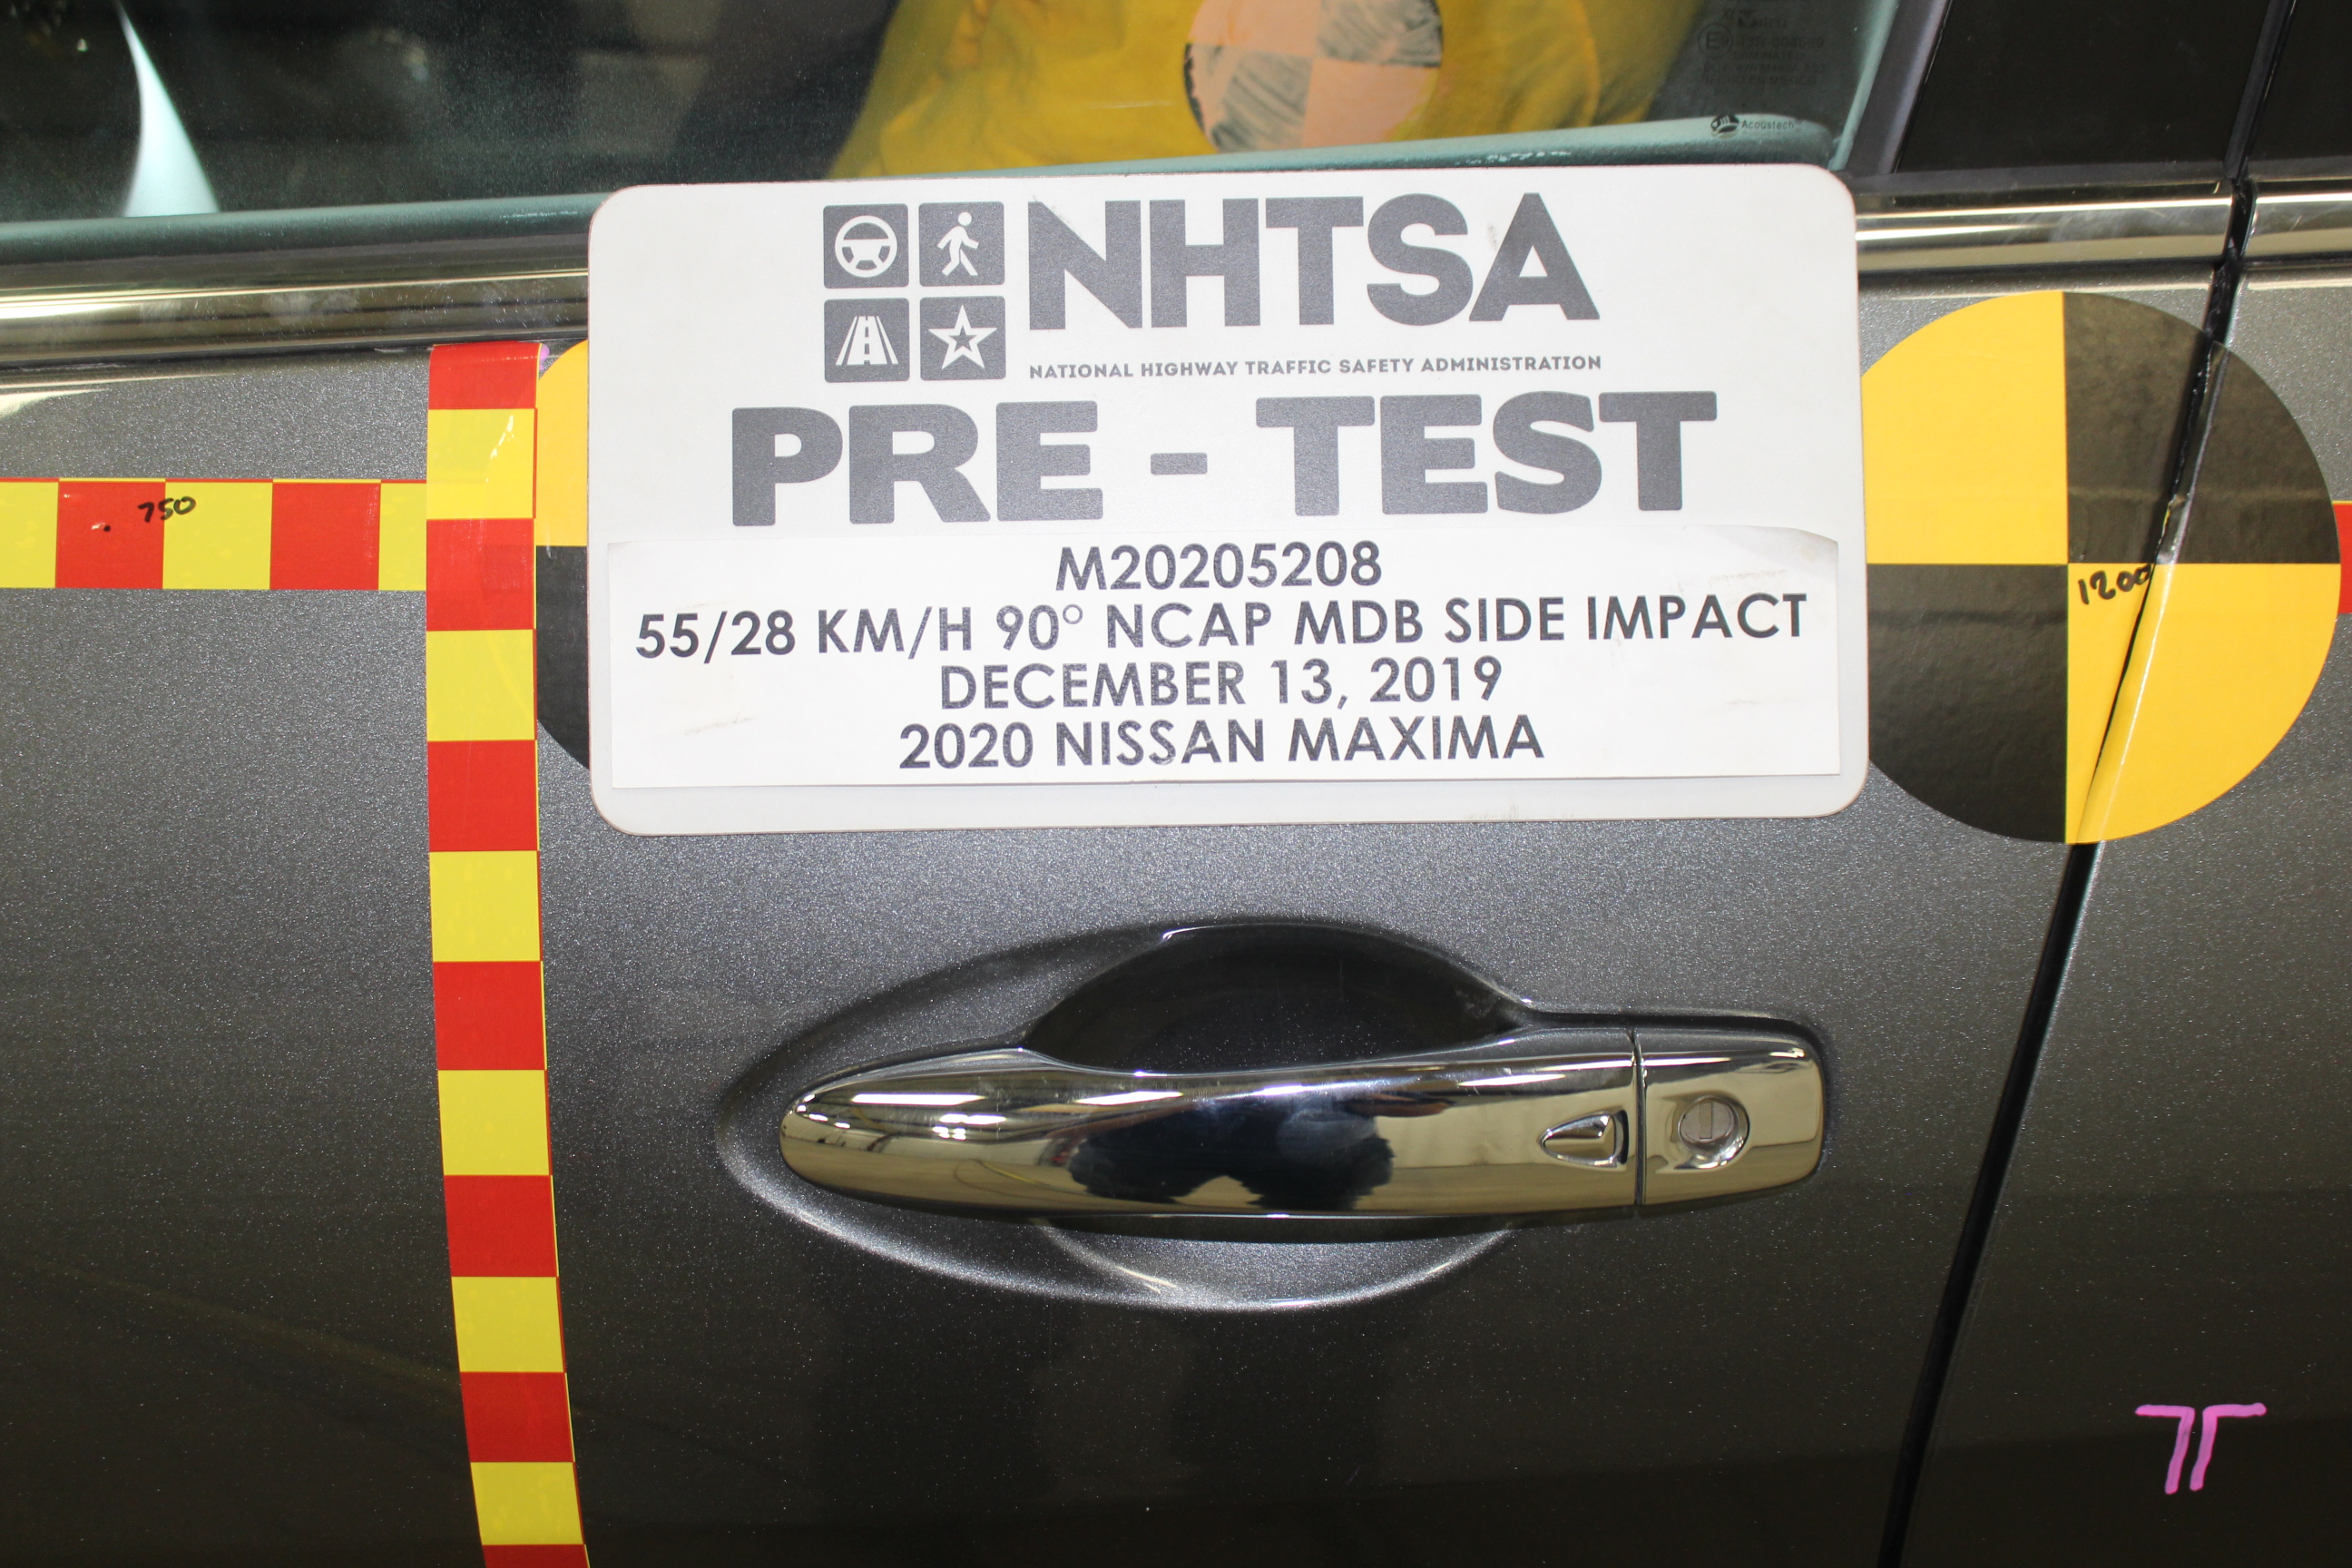 Acoustech
NHTSA
NATIONAL HIGHWAY TRAFFIC SAFETY ADMINISTRATION
PRE - TEST
M20205208
55/28 KM/H 90° NCAP MDB SIDE IMPACT
DECEMBER 13, 2019
2020 NISSAN MAXIMA
750
1200